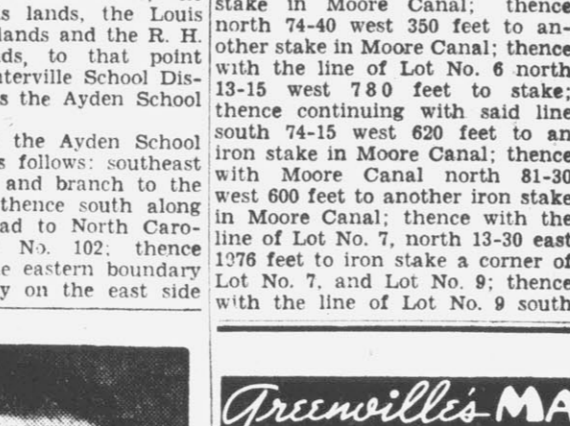 s lands, the Louis
lands and the R. H.
ds, to that point
nterville School Dis-
s the Ayden School
the Ayden School
s follows: southeast
and branch to the
thence south along
ad to North Caro-
No. 102; thence
e eastern boundary
y on the east side
stake in Moore Canal; thence
north 74-40 west 350 feet to an-
other stake in Moore Canal; thence
with the line of Lot No. 6 north
13-15 west 780 feet to stake;
thence continuing with said line
south 74-15 west 620 feet to an
iron stake in Moore Canal; thence
with Moore Canal north 81-30
west 600 feet to another iron stake
in Moore Canal; thence with the
line of Lot No. 7, north 13-30 east
1976 feet to iron stake a corner of
Lot No. 7, and Lot No. 9; thence
with the line of Lot No. 9 south
Greenville's MA